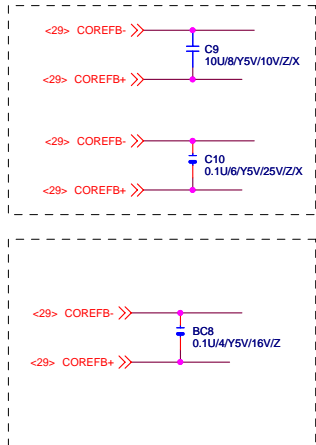 <29> COREFB-
C9
10U/8/Y5V/10V/Z/X
<29> COREFB+
<29> COREFB-
C10
0.1U/6/Y5V/25V/Z/X
<29> COREFB+
<29> COREFB-
BC8
0.1U/4/Y5V/16V/Z
<29> COREFB+